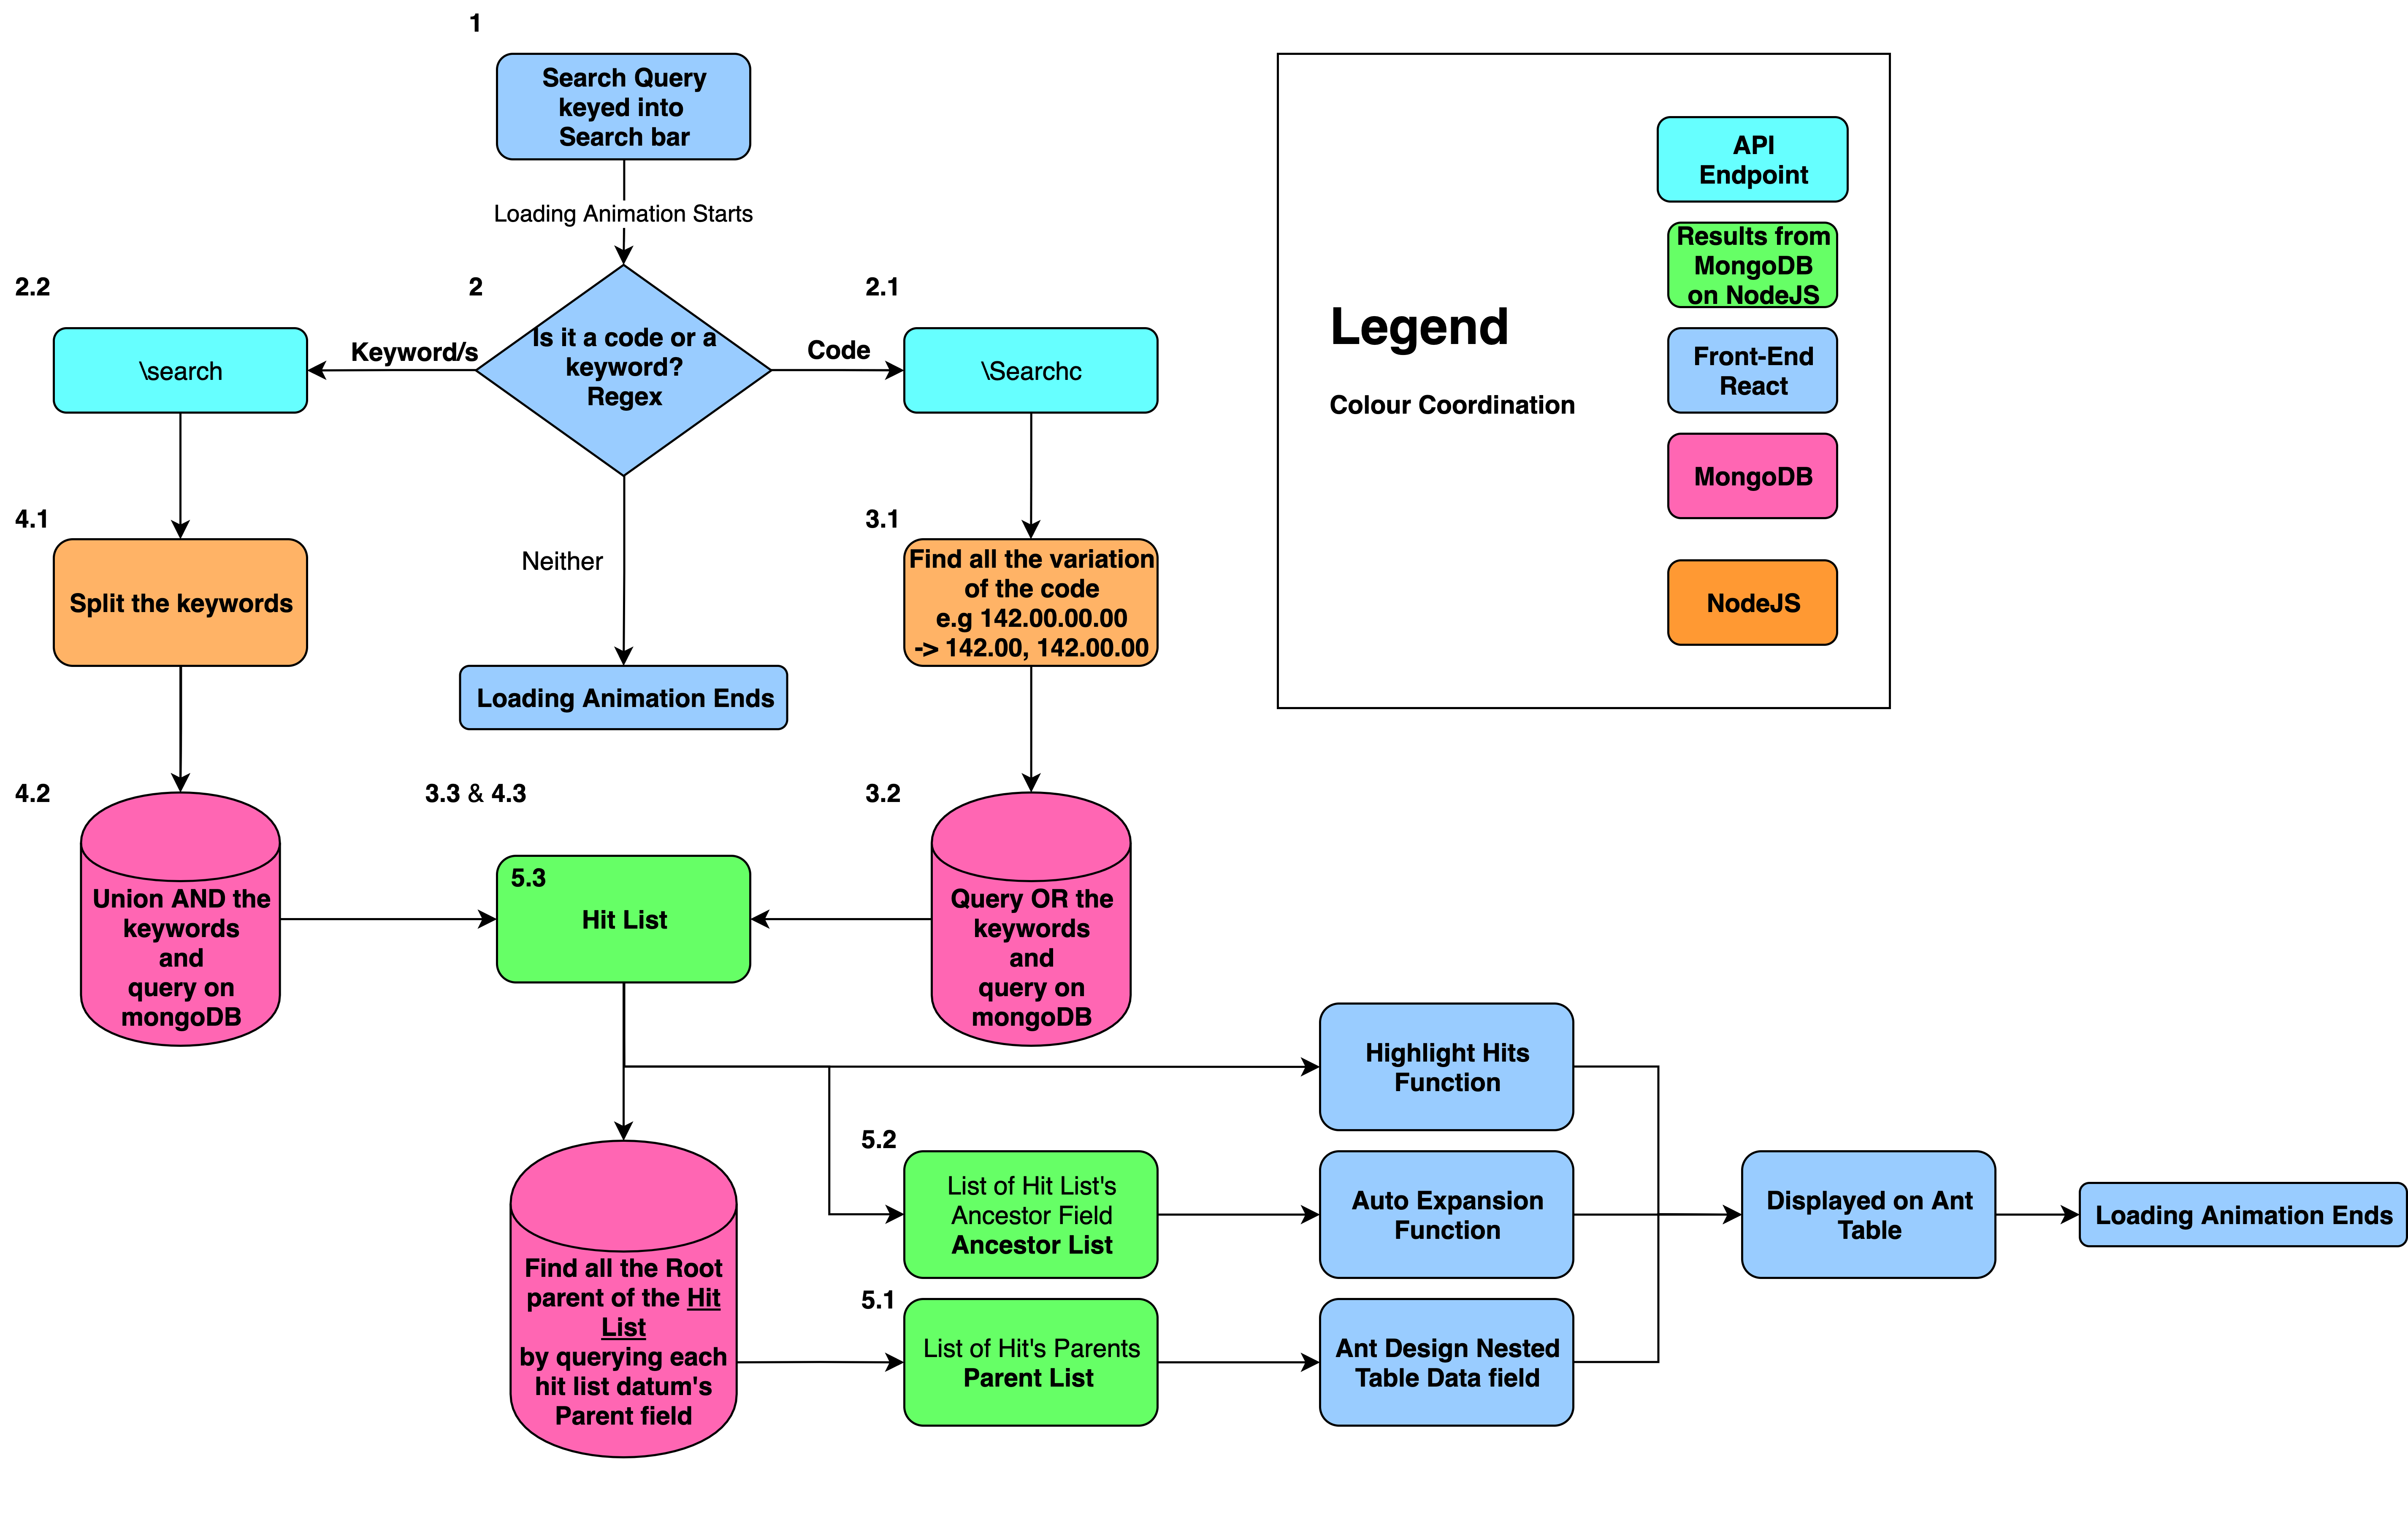 1
Search Query
keyed into
Search bar
Loading Animation Starts
2
Is it a code or a
keyword?
Regex
Keyword/s
Code
Neither
2.2
\search
2.1
\Searchc
4.1
Split the keywords
3.1
Find all the variation
of the code
e.g 142.00.00.00
-> 142.00, 142.00.00
Loading Animation Ends
4.2
Union AND the
keywords
and
query on
mongoDB
3.3 & 4.3
5.3
Hit List
3.2
Query OR the
keywords
and
query on
mongoDB
Find all the Root
parent of the Hit
List
by querying each
hit list datum's
Parent field
5.2
List of Hit List's
Ancestor Field
Ancestor List
5.1
List of Hit's Parents
Parent List
Highlight Hits
Function
Auto Expansion
Function
Ant Design Nested
Table Data field
Displayed on Ant
Table
Loading Animation Ends
Legend
Colour Coordination
API
Endpoint
Results from
MongoDB
on NodeJS
Front-End
React
MongoDB
NodeJS